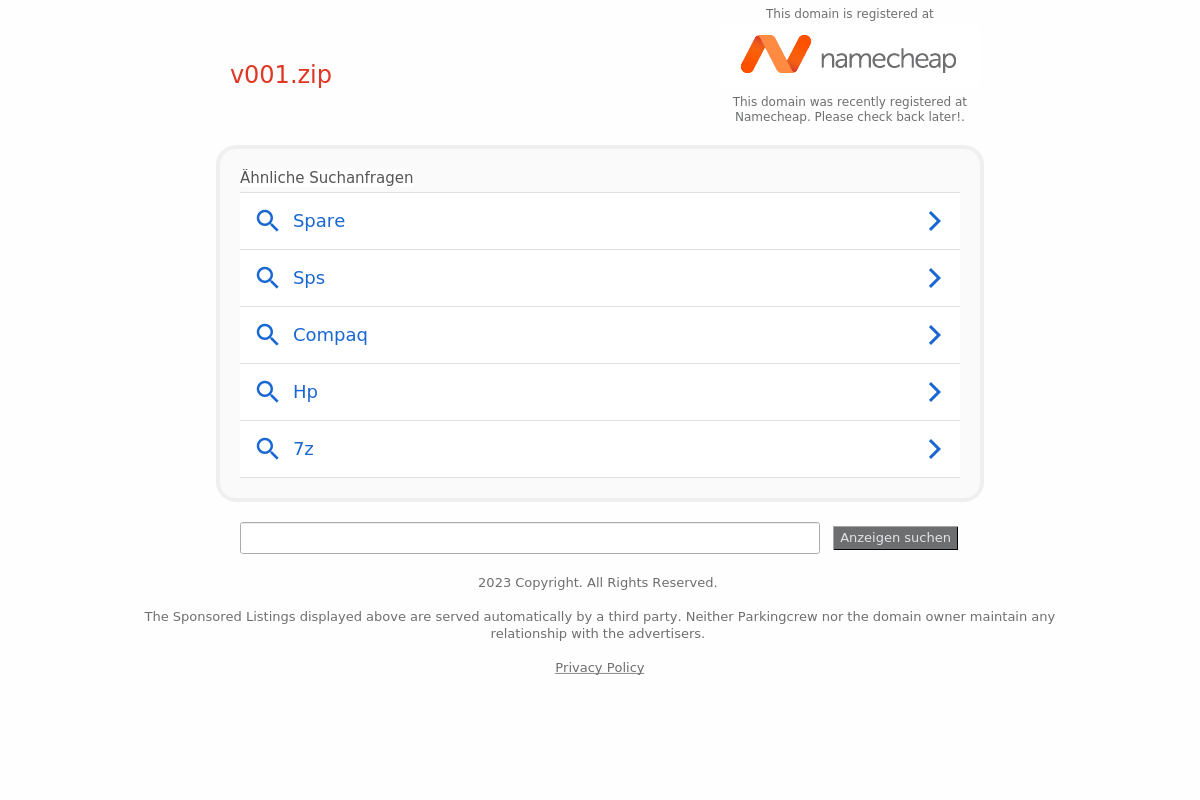 This domain is registered at
namecheap
v001.zip
This domain was recently registered at
Namecheap. Please check back later!.
Ähnliche Suchanfragen
Spare
Sps
Compaq
Hp
7z
Anzeigen suchen
2023 Copyright. All Rights Reserved.
The Sponsored Listings displayed above are served automatically by a third party. Neither Parkingcrew nor the domain owner maintain any
relationship with the advertisers.
Privacy Policy